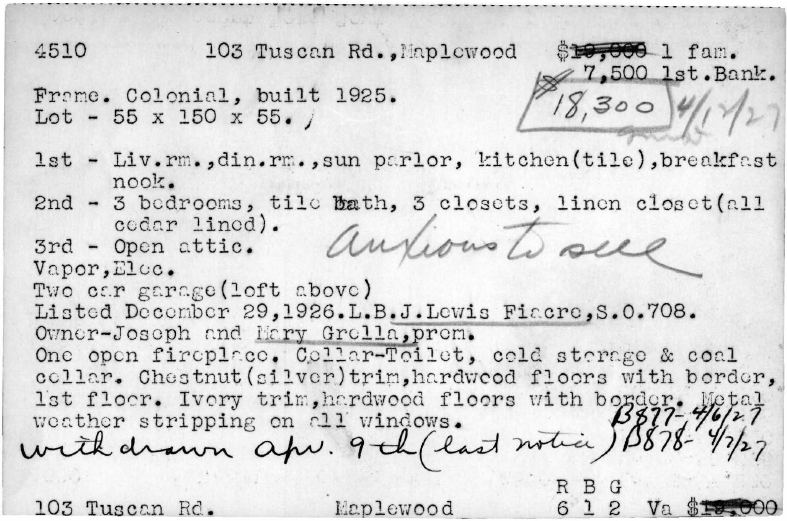 4510 103 Tuscan Rd.,Maplewood $19,000 1 fam.
7,500 1st.Bank.
Frame. Colonial, built 1925.
$18,300 4/12/27
Lot - 55 x 150 x 55.
1st - Liv.rm.,din.rm.,sun parlor, kitchen(tile),breakfast
nook.
2nd - 3 bedrooms, tile bath, 3 closets, linen closet(all
cedar lined).
3rd - Open attic.
Anxious to sell
Vapor,Elec.
Two car garage(loft above)
Listed December 29,1926.L.B.J.Lewis Fiacre,S.O.708.
Owner-Joseph and Mary Grella,prem.
One open fireplace. Cellar-Toilet, cold storage & coal
cellar. Chestnut(silver)trim,hardwood floors with border,
1st floor. Ivory trim,hardwood floors with border. Metal
weather stripping on all windows.
B877-4/6/27
withdrawn Apr. 9th (last notice) B878-4/7/27
R B G
103 Tuscan Rd. Maplewood 6 1 2 Va $19,000